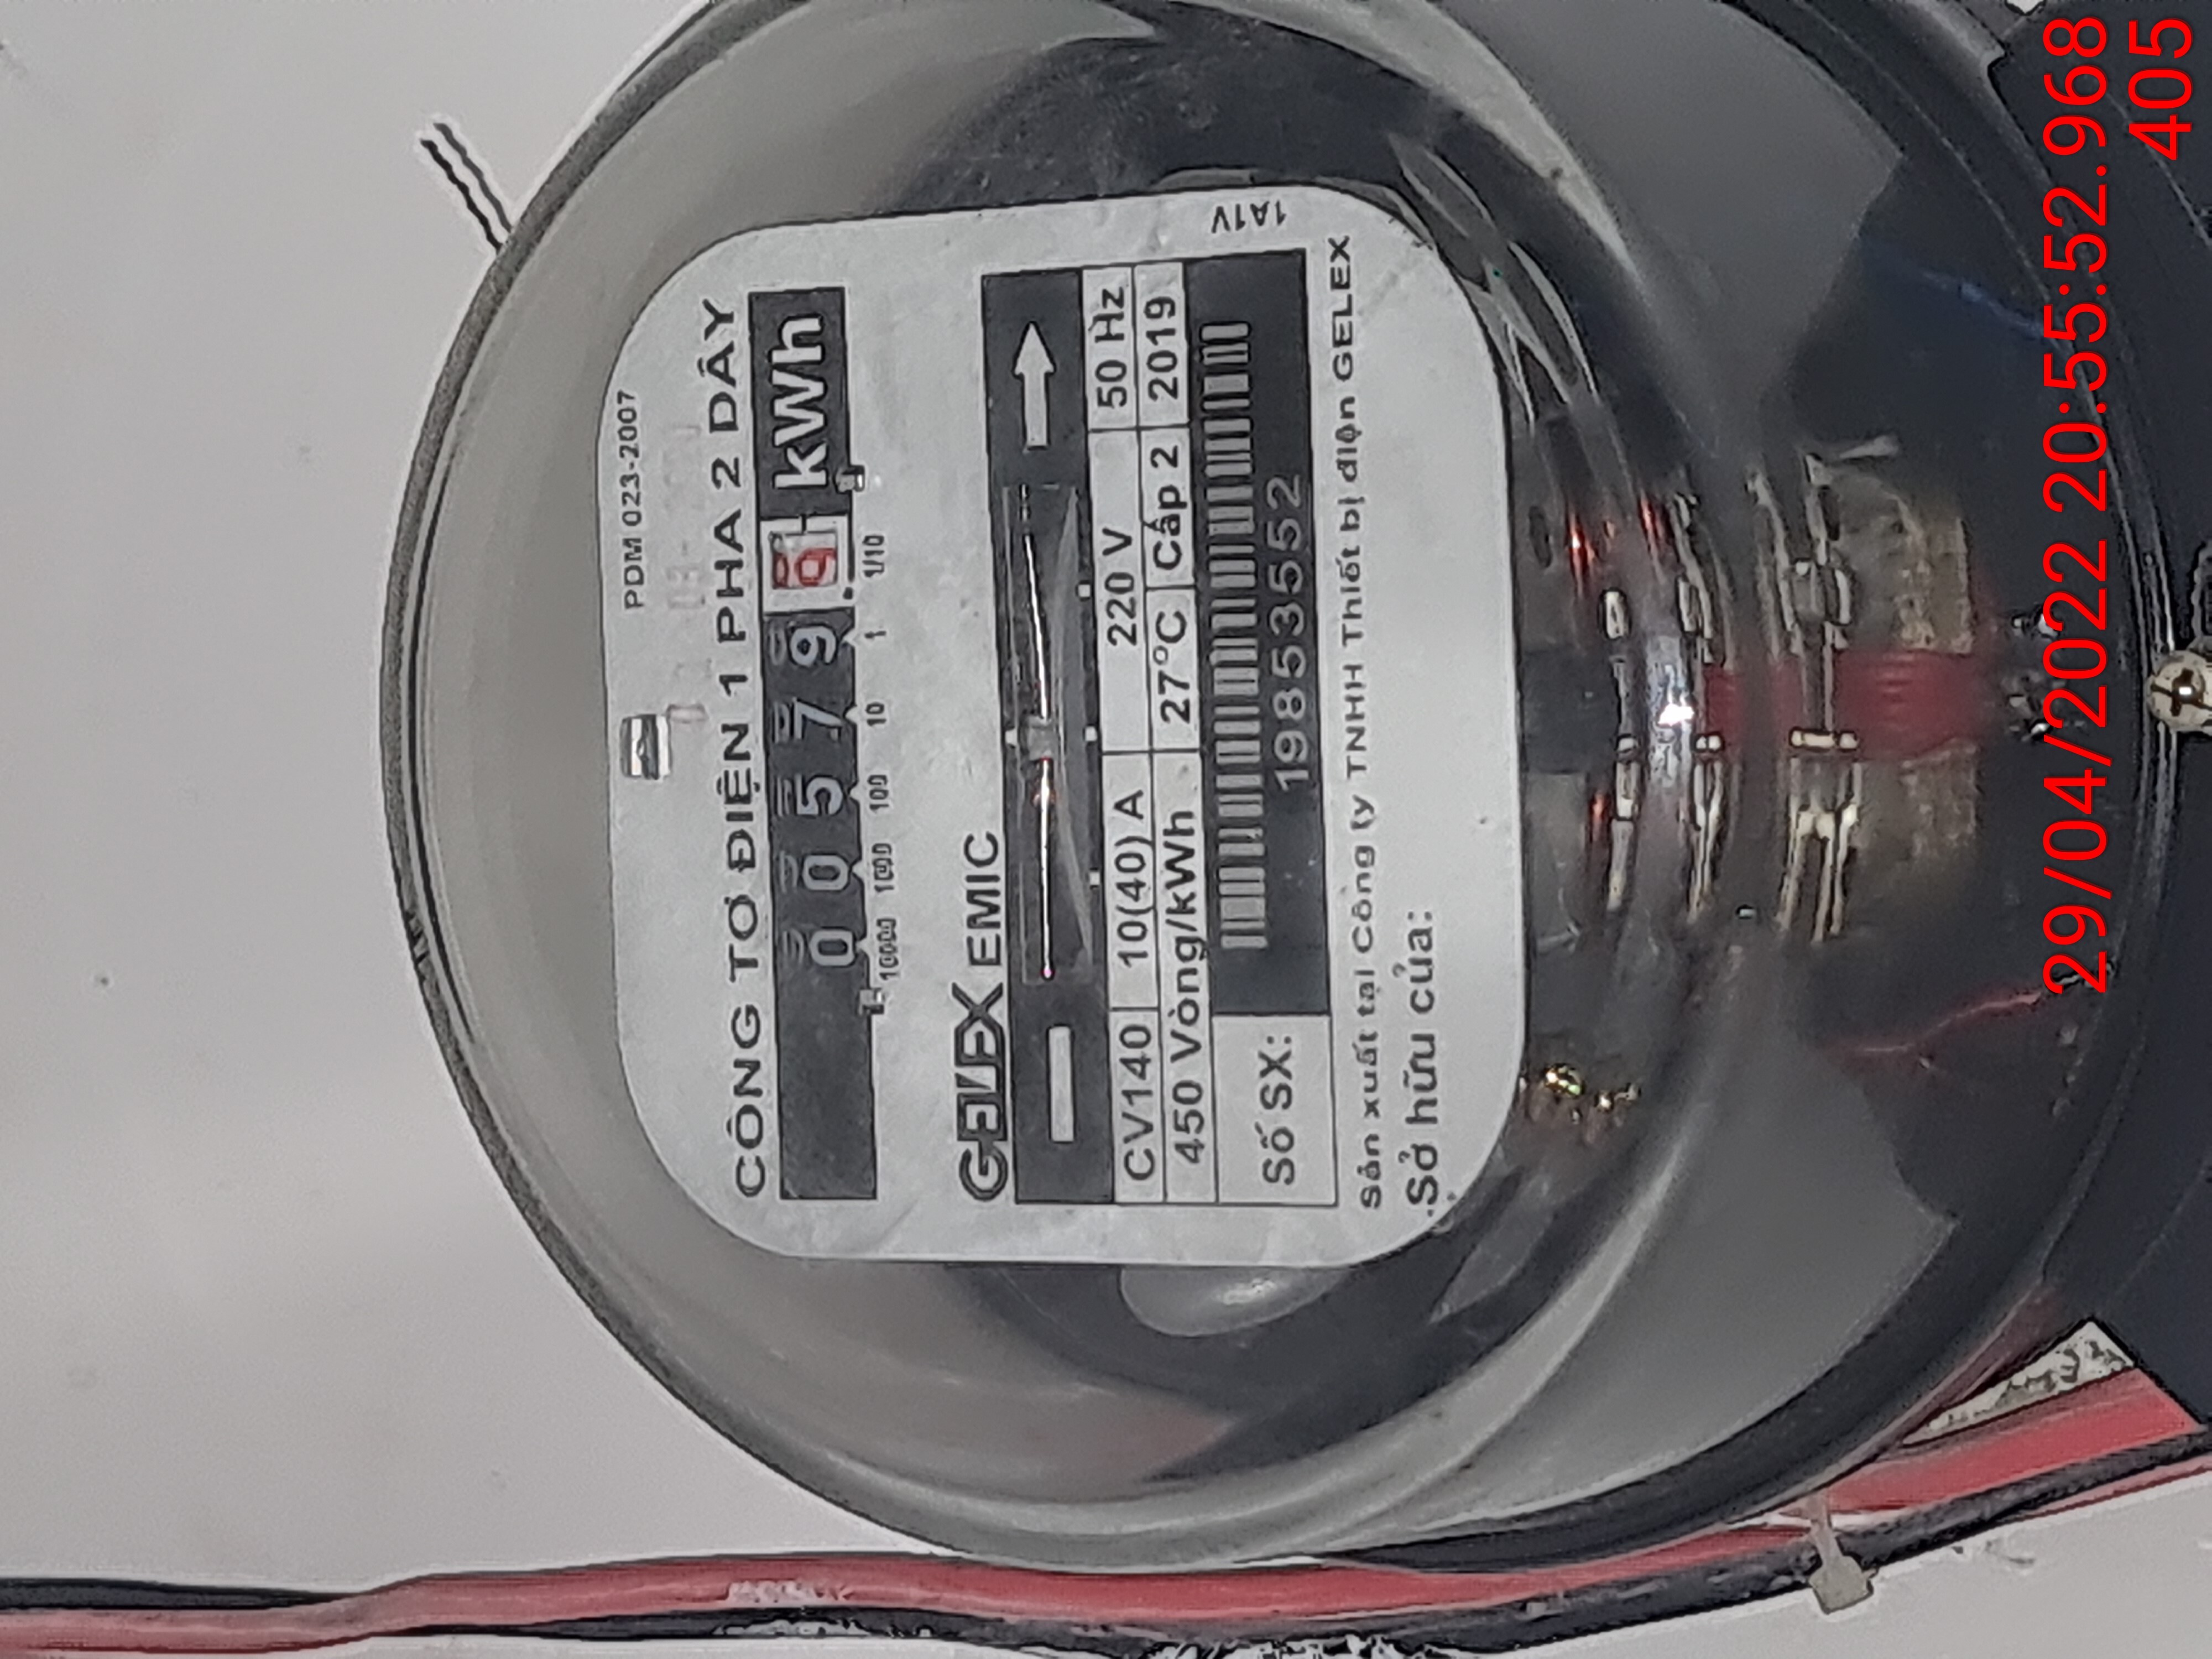 PDM 023-2007
CÔNG TƠ ĐIỆN 1 PHA 2 DÂY
0 0 5 7 9 6 kWh
10000 1000 100 10 1 1/10
GELEX EMIC
CV140 10(40) A 220 V 50 Hz
450 Vòng/kWh 27°C Cấp 2 2019
Số SX: 198535552
Sản xuất tại Công ty TNHH Thiết bị điện GELEX
Sở hữu của:
1A1V
29/04/2022 20:55:52.968
405